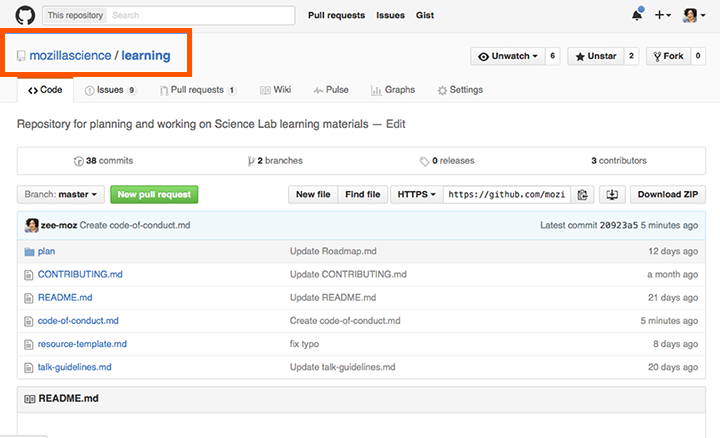 This repository Search Pull requests Issues Gist
mozillascience / learning Unwatch 6 Unstar 2 Fork 0
Code Issues 9 Pull requests 1 Wiki Pulse Graphs Settings
Repository for planning and working on Science Lab learning materials — Edit
38 commits 2 branches 0 releases 3 contributors
Branch: master New pull request New file Find file HTTPS https://github.com/mozi Download ZIP
zee-moz Create code-of-conduct.md Latest commit 20923a5 5 minutes ago
plan Update Roadmap.md 12 days ago
CONTRIBUTING.md Update CONTRIBUTING.md a month ago
README.md Update README.md 21 days ago
code-of-conduct.md Create code-of-conduct.md 5 minutes ago
resource-template.md fix typo 8 days ago
talk-guidelines.md Update talk-guidelines.md 20 days ago
README.md